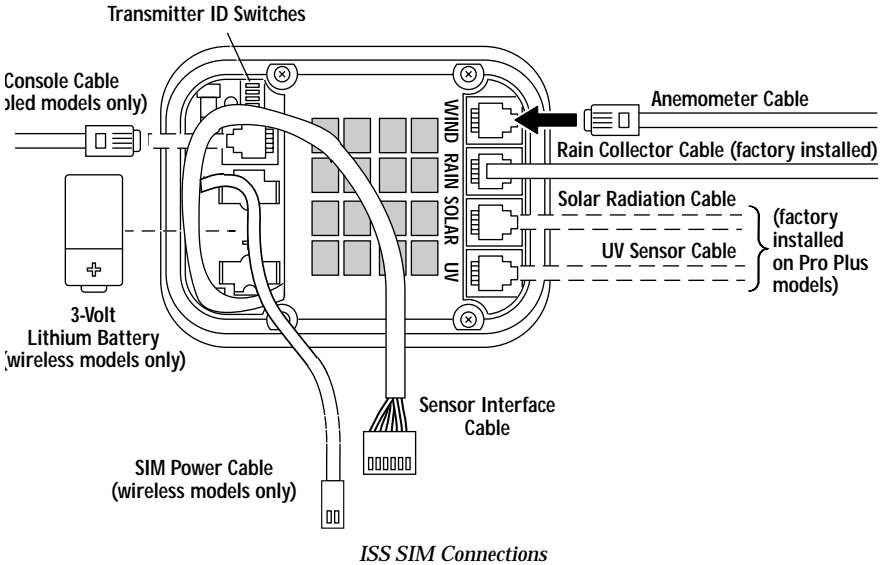 Transmitter ID Switches
Console Cable
bled models only)
Anemometer Cable
WIND
Rain Collector Cable (factory installed)
RAIN
Solar Radiation Cable
SOLAR
(factory
installed
on Pro Plus
models)
UV Sensor Cable
UV
3-Volt
Lithium Battery
(wireless models only)
Sensor Interface
Cable
SIM Power Cable
(wireless models only)
ISS SIM Connections